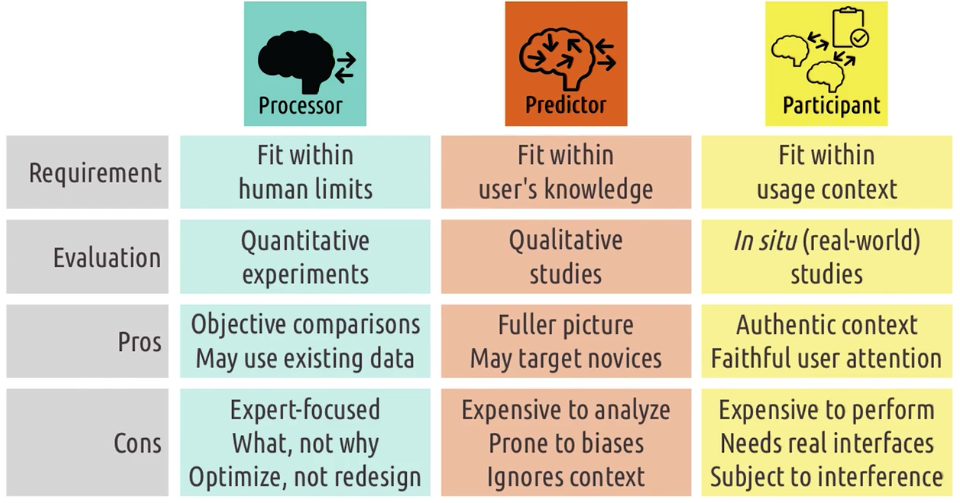 Processor
Predictor
Participant
Requirement
Fit within
human limits
Fit within
user's knowledge
Fit within
usage context
Evaluation
Quantitative
experiments
Qualitative
studies
In situ (real-world)
studies
Pros
Objective comparisons
May use existing data
Fuller picture
May target novices
Authentic context
Faithful user attention
Cons
Expert-focused
What, not why
Optimize, not redesign
Expensive to analyze
Prone to biases
Ignores context
Expensive to perform
Needs real interfaces
Subject to interference